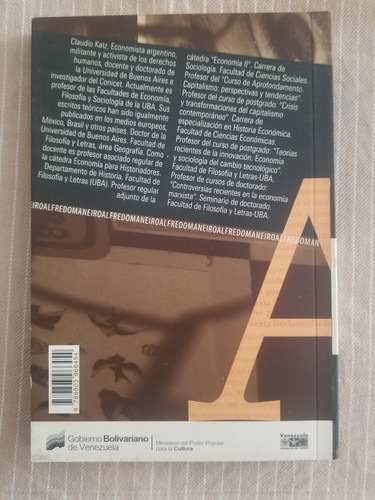 Claudio Katz. Economista argentino,
militante y activista de los derechos
humanos, docente y doctorado de
la Universidad de Buenos Aires e
investigador del Conicet. Actualmente es
profesor de las Facultades de Economía,
Filosofía y Sociología de la UBA. Sus
escritos teóricos han sido igualmente
publicados en los medios europeos,
México, Brasil y otros países. Doctor de la
Universidad de Buenos Aires. Facultad de
Filosofía y Letras, área Geografía. Como
docente es profesor asociado regular de
la cátedra Economía para Historiadores.
Departamento de Historia. Facultad de
Filosofía y Letras (UBA). Profesor regular
adjunto de la
cátedra "Economía II". Carrera de
Sociología. Facultad de Ciencias Sociales.
Profesor del "Curso de Aprofondamento.
Capitalismo: perspectivas y tendencias".
Profesor del curso de postgrado: "Crisis
y transformaciones del capitalismo
contemporáneo". Carrera de
especialización en Historia Económica.
Facultad de Ciencias Económicas.
Profesor del curso de postgrado: "Teorías
recientes de la innovación. Economía
y sociología del cambio tecnológico".
Facultad de Filosofía y Letras-UBA.
Profesor de cursos de doctorado:
"Controversias recientes en la economía
marxista". Seminario de doctorado.
Facultad de Filosofía y Letras-UBA.
EIROALFREDOMANEIROALFREDOMANEIROALFREDOMANEIROALFREDOMAN
A
9 789803 966454
Gobierno Bolivariano
de Venezuela
Ministerio del Poder Popular
para la Cultura
Venezuela